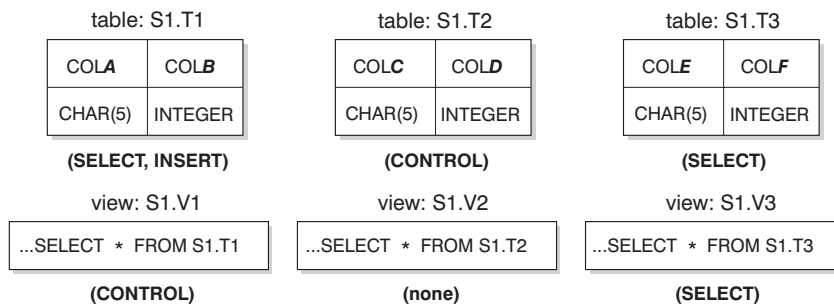 table: S1.T1
table: S1.T2
table: S1.T3
COLA COLB
COLC COLD
COLE COLF
CHAR(5) INTEGER
CHAR(5) INTEGER
CHAR(5) INTEGER
(SELECT, INSERT)
(CONTROL)
(SELECT)
view: S1.V1
view: S1.V2
view: S1.V3
...SELECT * FROM S1.T1
...SELECT * FROM S1.T2
...SELECT * FROM S1.T3
(CONTROL)
(none)
(SELECT)